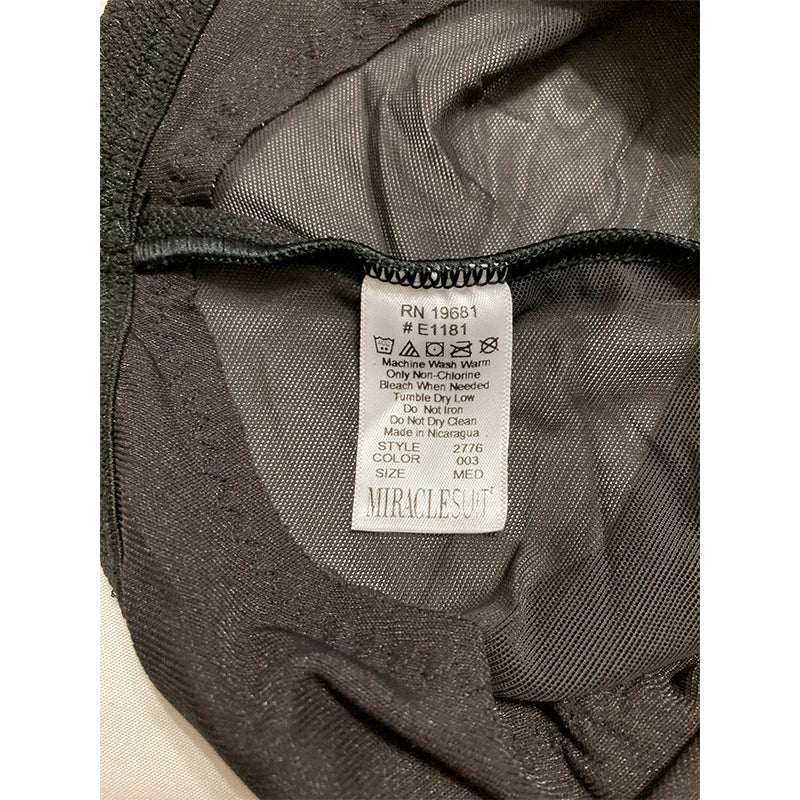 RN 19681
# E1181
Machine Wash Warm
Only Non-Chlorine
Bleach When Needed
Tumble Dry Low
Do Not Iron
Do Not Dry Clean
Made in Nicaragua
STYLE 2776
COLOR 003
SIZE MED
MIRACLESUIT